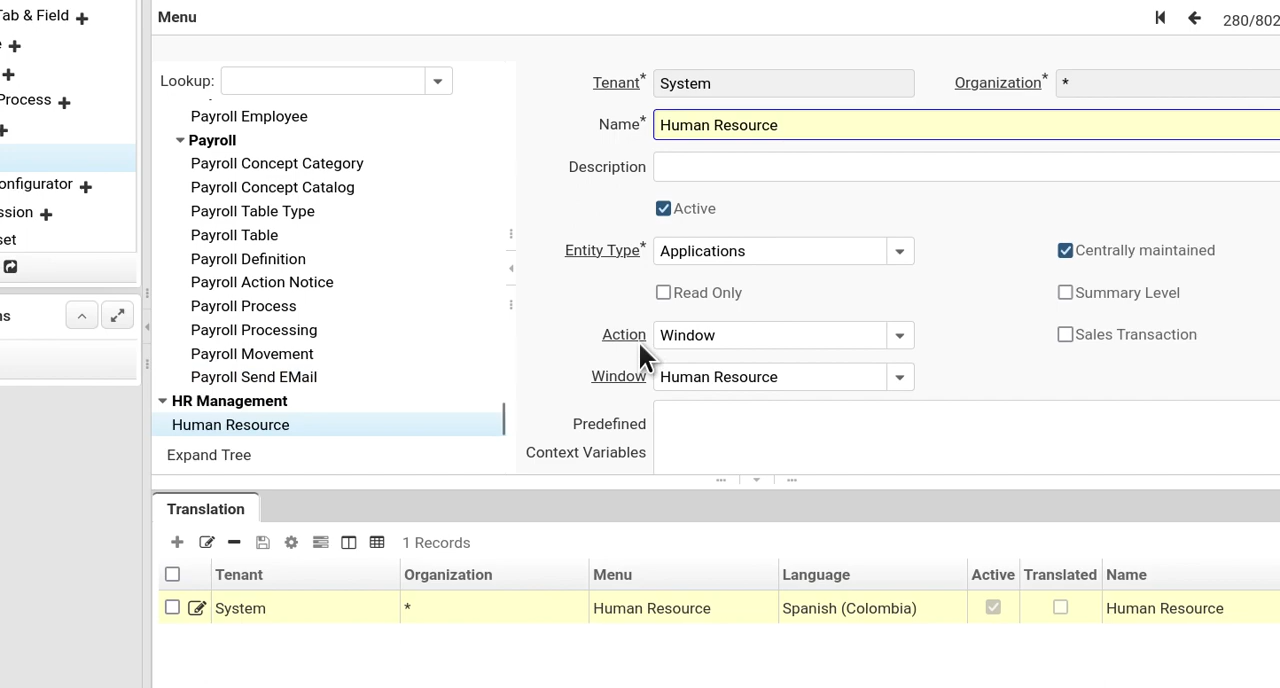 Tab & Field
Process
onfigurator
ssion
set
ns
Menu
280/802
Lookup:
Payroll Employee
Payroll
Payroll Concept Category
Payroll Concept Catalog
Payroll Table Type
Payroll Table
Payroll Definition
Payroll Action Notice
Payroll Process
Payroll Processing
Payroll Movement
Payroll Send EMail
HR Management
Human Resource
Expand Tree
Tenant* System Organization* *
Name* Human Resource
Description
Active
Entity Type* Applications Centrally maintained
Read Only Summary Level
Action Window Sales Transaction
Window Human Resource
Predefined
Context Variables
Translation
1 Records
Tenant Organization Menu Language Active Translated Name
System * Human Resource Spanish (Colombia) Human Resource